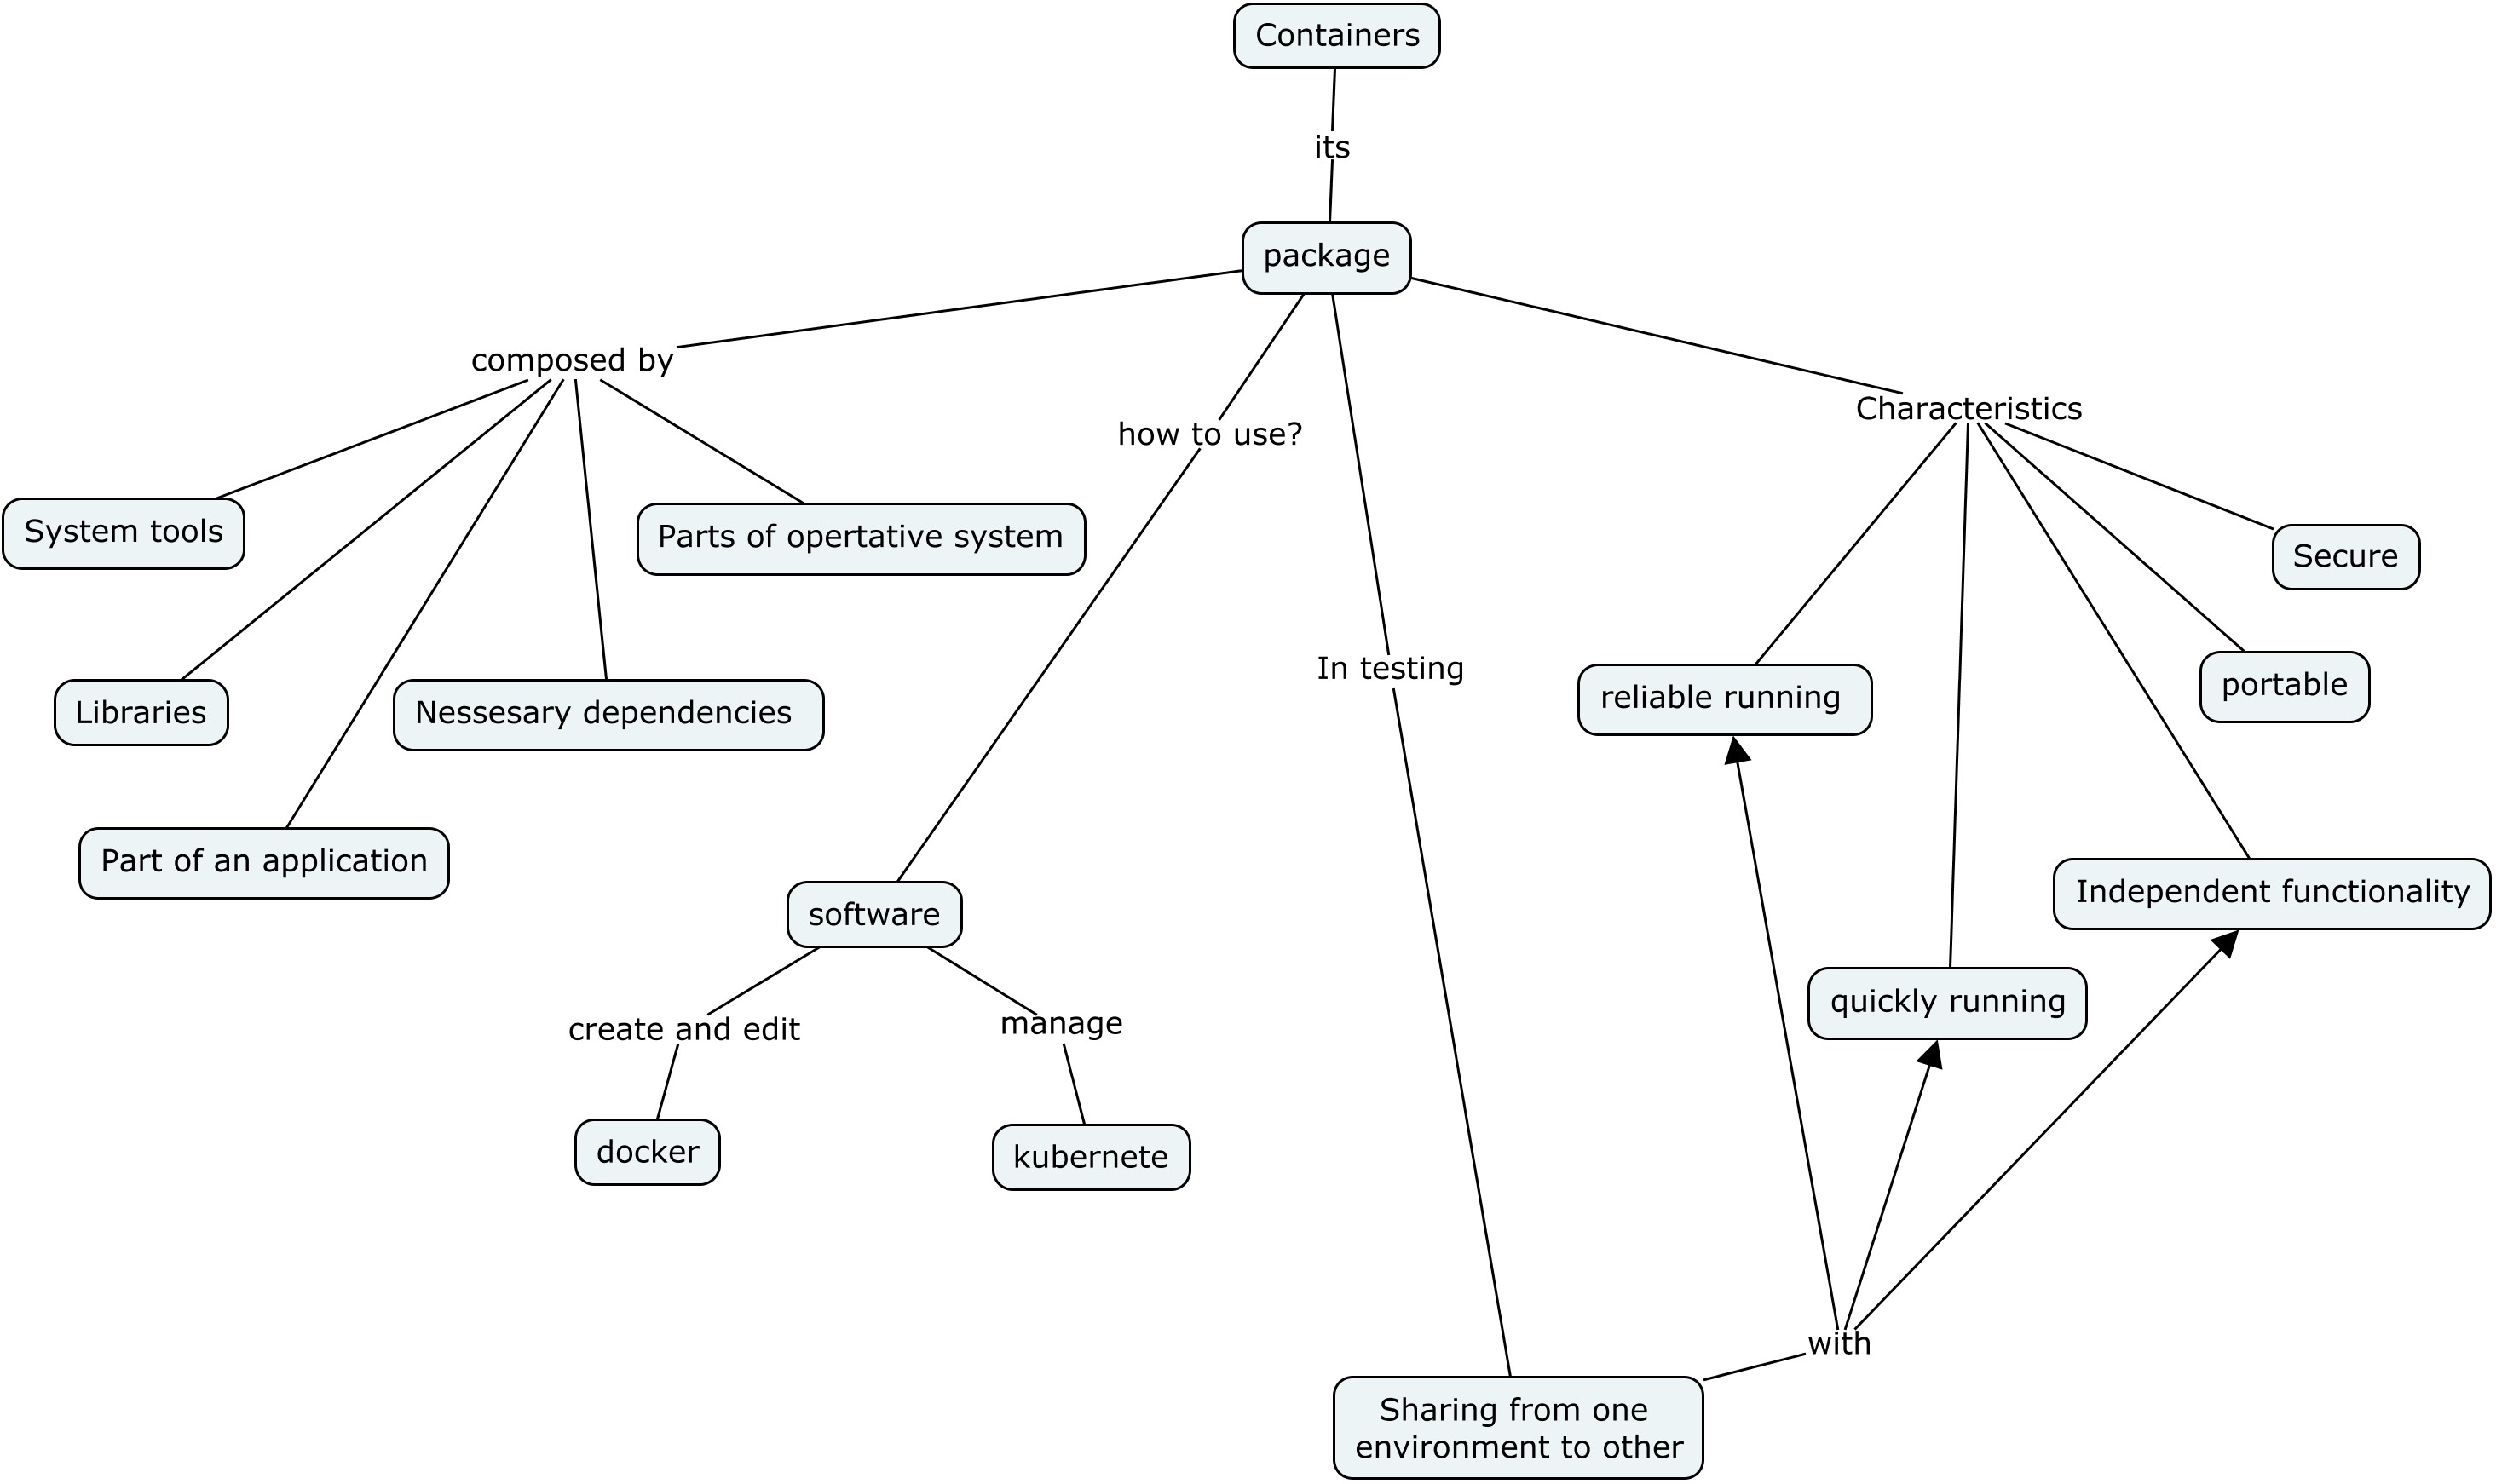 Containers
its
package
composed by
Characteristics
how to use?
System tools
Parts of opertative system
Secure
In testing
Libraries
Nessesary dependencies
reliable running
portable
Part of an application
software
Independent functionality
quickly running
create and edit
manage
docker
kubernete
with
Sharing from one
environment to other